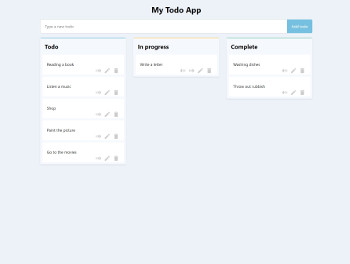 My Todo App
Type a new todo
Add todo
Todo
Reading a book
Listen a music
Shop
Paint the picture
Go to the movies
In progress
Write a letter
Complete
Washing dishes
Throw out rubbish